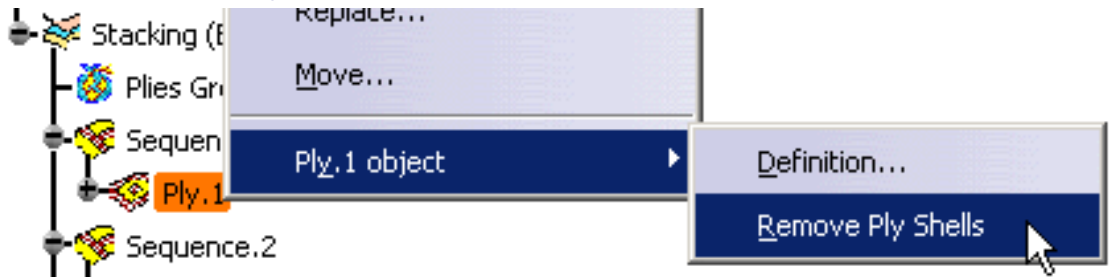 Replace...
Stacking (
Move...
Plies Gr
Sequen
Ply.1 object
Definition...
Ply.1
Remove Ply Shells
Sequence.2